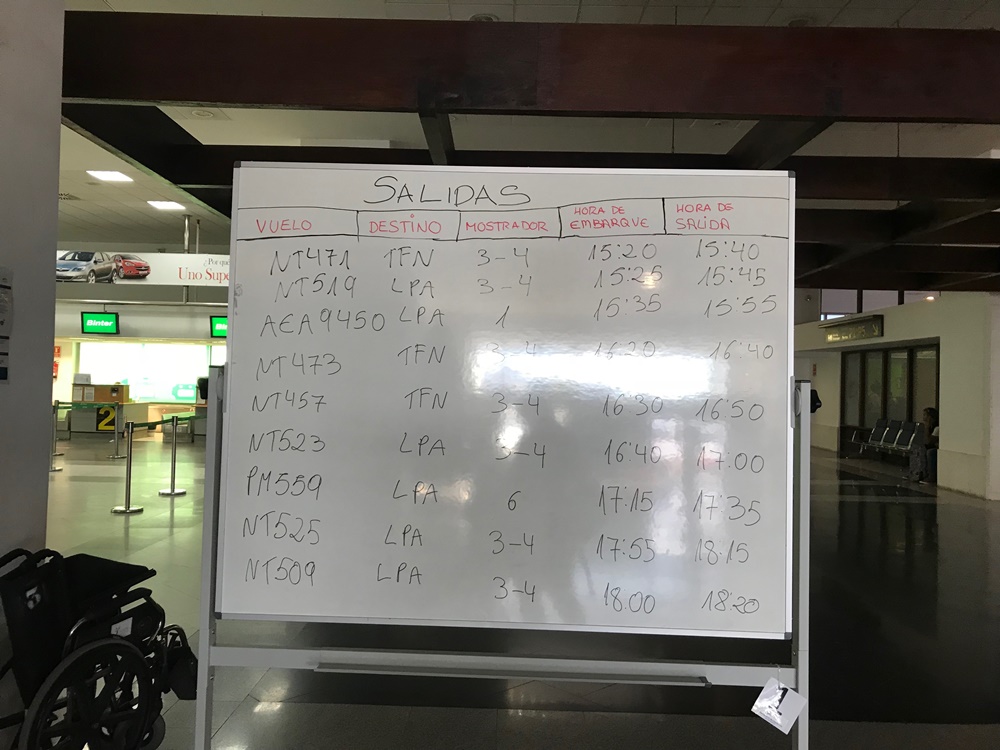 SALIDAS
VUELO DESTINO MOSTRADOR HORA DE EMBARQUE HORA DE SALIDA
NT471 TFN 3-4 15:20 15:40
NT519 LPA 3-4 15:25 15:45
AEA9450 LPA 1 15:35 15:55
NT473 TFN 3-4 16:20 16:40
NT457 TFN 3-4 16:30 16:50
NT523 LPA 3-4 16:40 17:00
PM559 LPA 6 17:15 17:35
NT525 LPA 3-4 17:55 18:15
NT509 LPA 3-4 18:00 18:20
¿Por qué
Uno Supe
Binter
2